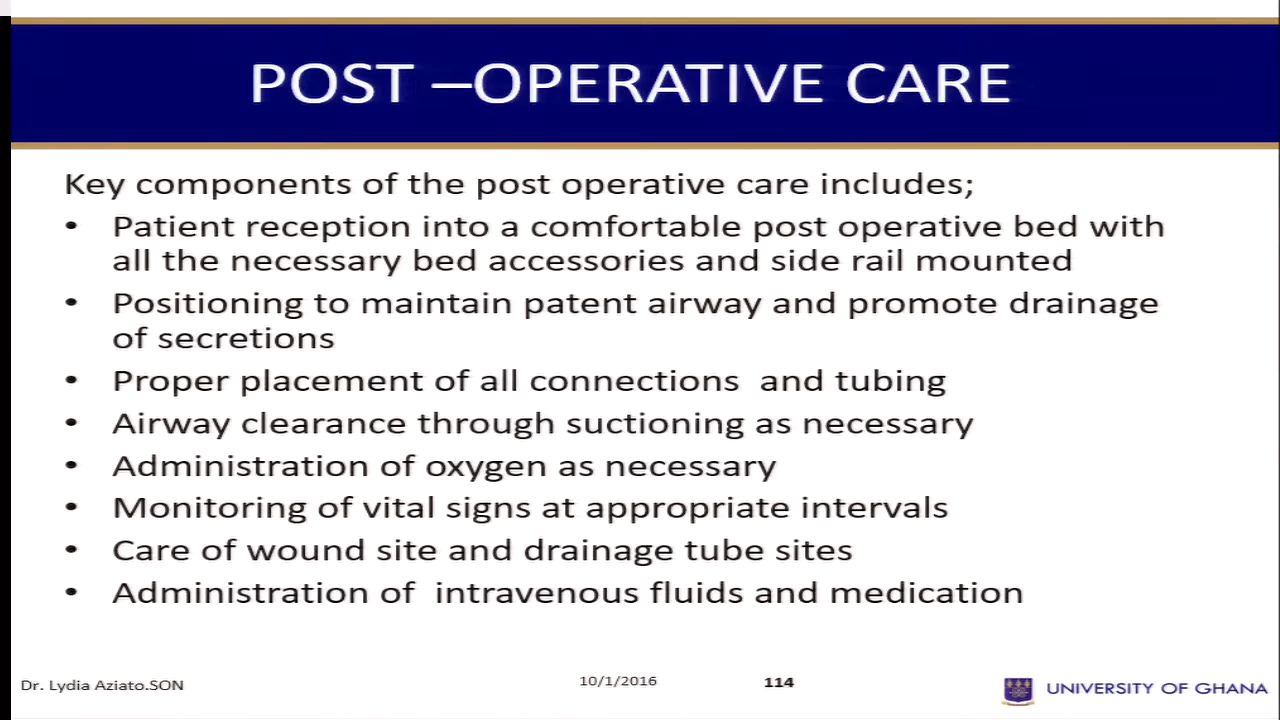 POST –OPERATIVE CARE
Key components of the post operative care includes;
• Patient reception into a comfortable post operative bed with
all the necessary bed accessories and side rail mounted
• Positioning to maintain patent airway and promote drainage
of secretions
• Proper placement of all connections  and tubing
• Airway clearance through suctioning as necessary
• Administration of oxygen as necessary
• Monitoring of vital signs at appropriate intervals
• Care of wound site and drainage tube sites
• Administration of  intravenous fluids and medication
Dr. Lydia Aziato.SON
10/1/2016
114
UNIVERSITY OF GHANA